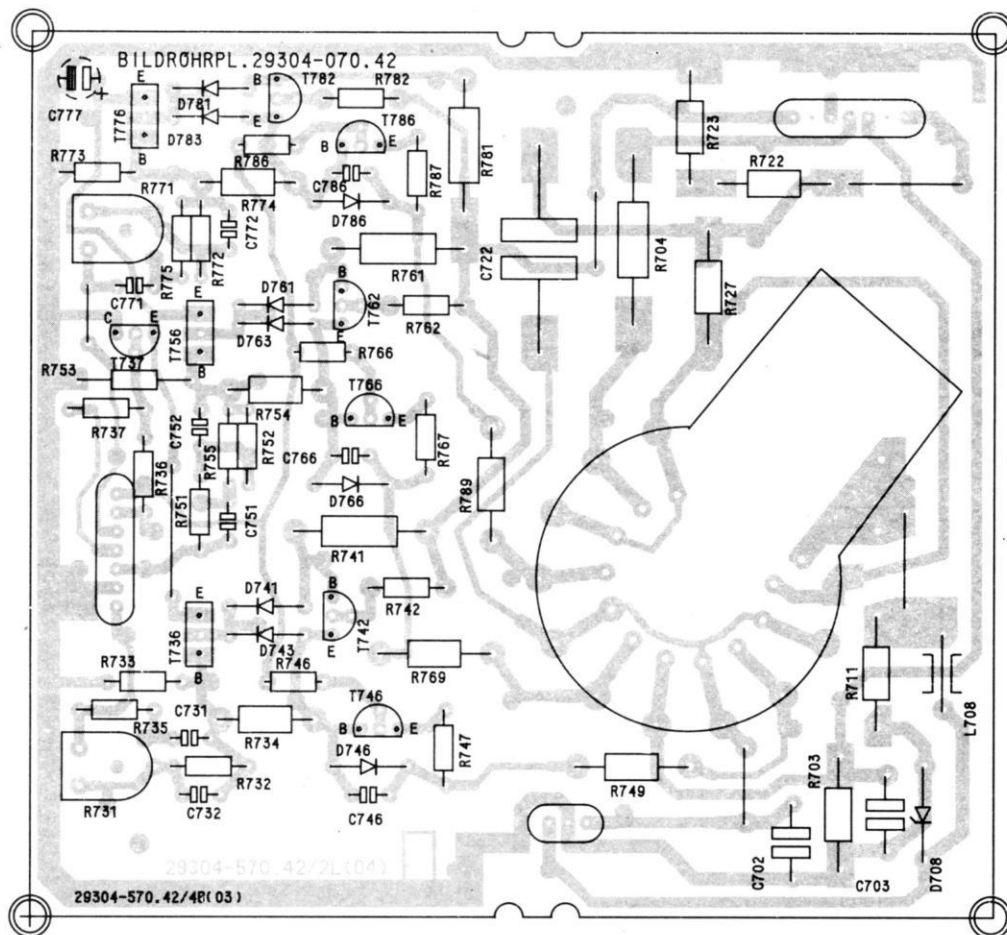 BILDROHRPL.29304-070.42
E
B
T782
R782
C777
+
T776
D781
D783
E
T786
R723
B
B
E
R773
R786
R787
R781
R722
R771
R774
C786
C772
D786
R704
R775
R772
R761
C722
C771
E
D761
B
R727
C
E
T756
D763
T762
R762
T737
E
R766
R753
B
T766
R754
B
E
R737
C752
R755
R752
R767
C766
R736
R751
C751
D766
R789
R741
E
D741
B
R742
T736
D743
T742
E
R733
B
R746
R769
R711
T746
L708
R735
C731
R734
B
E
R747
D746
R703
R732
R749
R731
C732
C746
29304-570.42/2L(04)
C702
C703
D708
29304-570.42/4B(03)